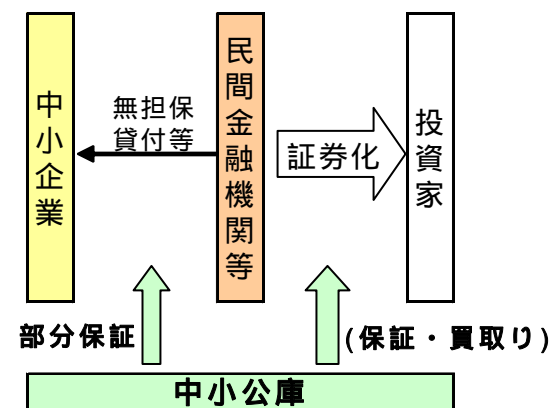 中小企業
無担保
貸付等
民間金融機関等
証券化
投資家
部分保証
(保証・買取り)
中小公庫